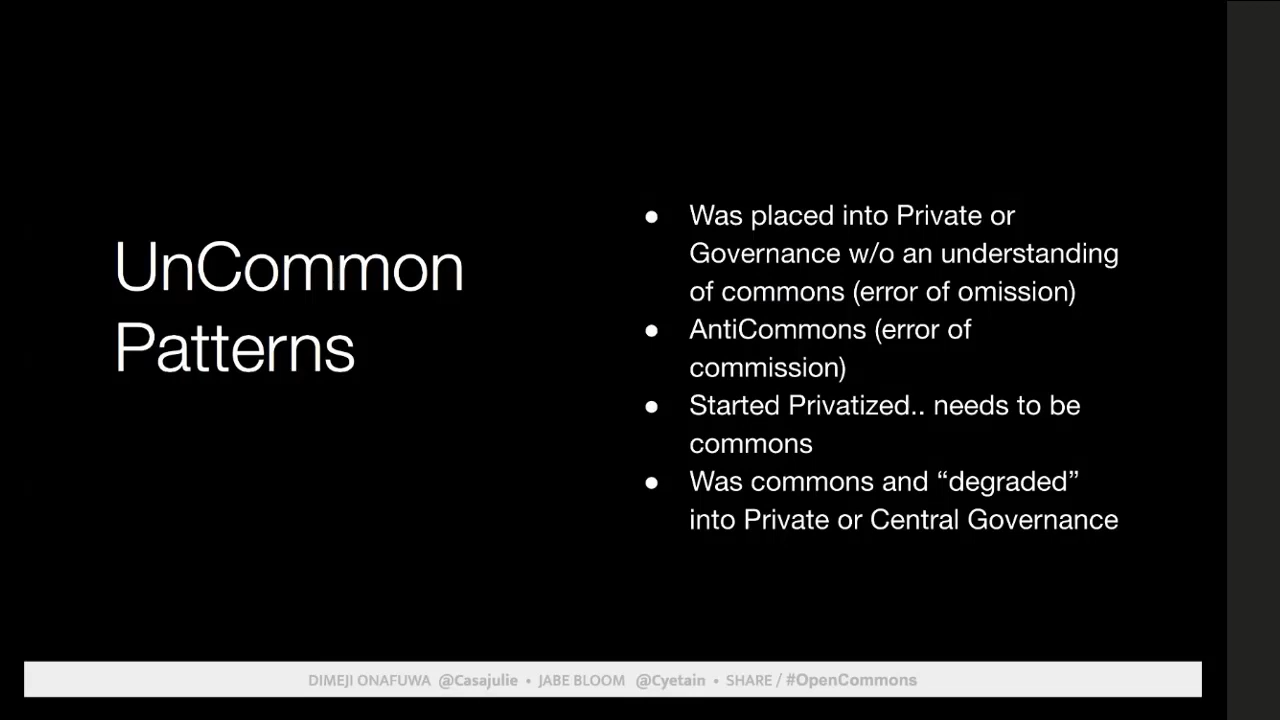 UnCommon
Patterns
● Was placed into Private or
Governance w/o an understanding
of commons (error of omission)
● AntiCommons (error of
commission)
● Started Privatized.. needs to be
commons
● Was commons and “degraded”
into Private or Central Governance
DIMEJI ONAFUWA @Casajulie • JABE BLOOM @Cyetain • SHARE / #OpenCommons